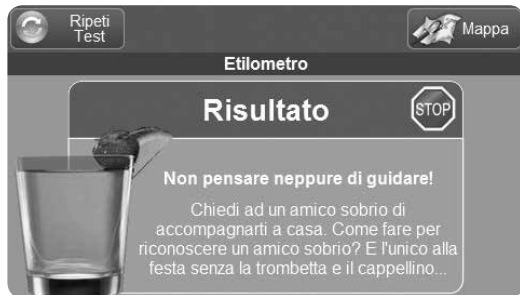 Ripeti
Test
Mappa
Etilometro
Risultato
STOP
Non pensare neppure di guidare!
Chiedi ad un amico sobrio di
accompagnarti a casa. Come fare per
riconoscere un amico sobrio? E l'unico alla
festa senza la trombetta e il cappellino...